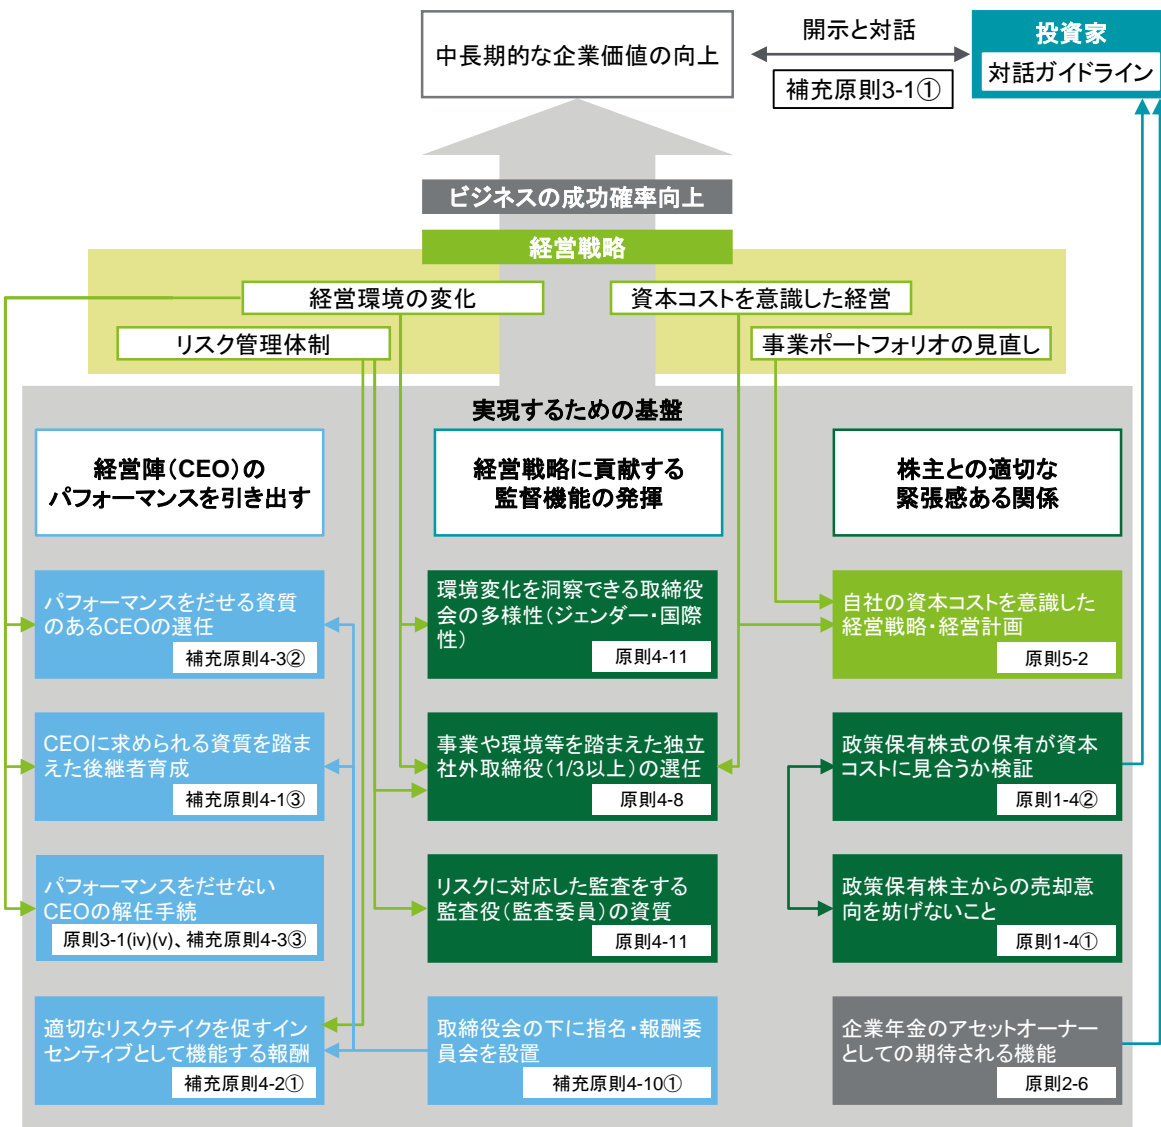 中長期的な企業価値の向上
開示と対話
補充原則3-1①
投資家
対話ガイドライン
ビジネスの成功確率向上
経営戦略
経営環境の変化
資本コストを意識した経営
リスク管理体制
事業ポートフォリオの見直し
実現するための基盤
経営陣（CEO）の
パフォーマンスを引き出す
経営戦略に貢献する
監督機能の発揮
株主との適切な
緊張感ある関係
パフォーマンスをだせる資質
のあるCEOの選任
補充原則4-3②
環境変化を洞察できる取締役
会の多様性（ジェンダー・国際
性）
原則4-11
自社の資本コストを意識した
経営戦略・経営計画
原則5-2
CEOに求められる資質を踏ま
えた後継者育成
補充原則4-1③
事業や環境等を踏まえた独立
社外取締役（1/3以上）の選任
原則4-8
政策保有株式の保有が資本
コストに見合うか検証
原則1-4②
パフォーマンスをだせない
CEOの解任手続
原則3-1(iv)(v)、補充原則4-3③
リスクに対応した監査をする
監査役（監査委員）の資質
原則4-11
政策保有株主からの売却意
向を妨げないこと
原則1-4①
適切なリスクテイクを促すイン
センティブとして機能する報酬
補充原則4-2①
取締役会の下に指名・報酬委
員会を設置
補充原則4-10①
企業年金のアセットオーナー
としての期待される機能
原則2-6